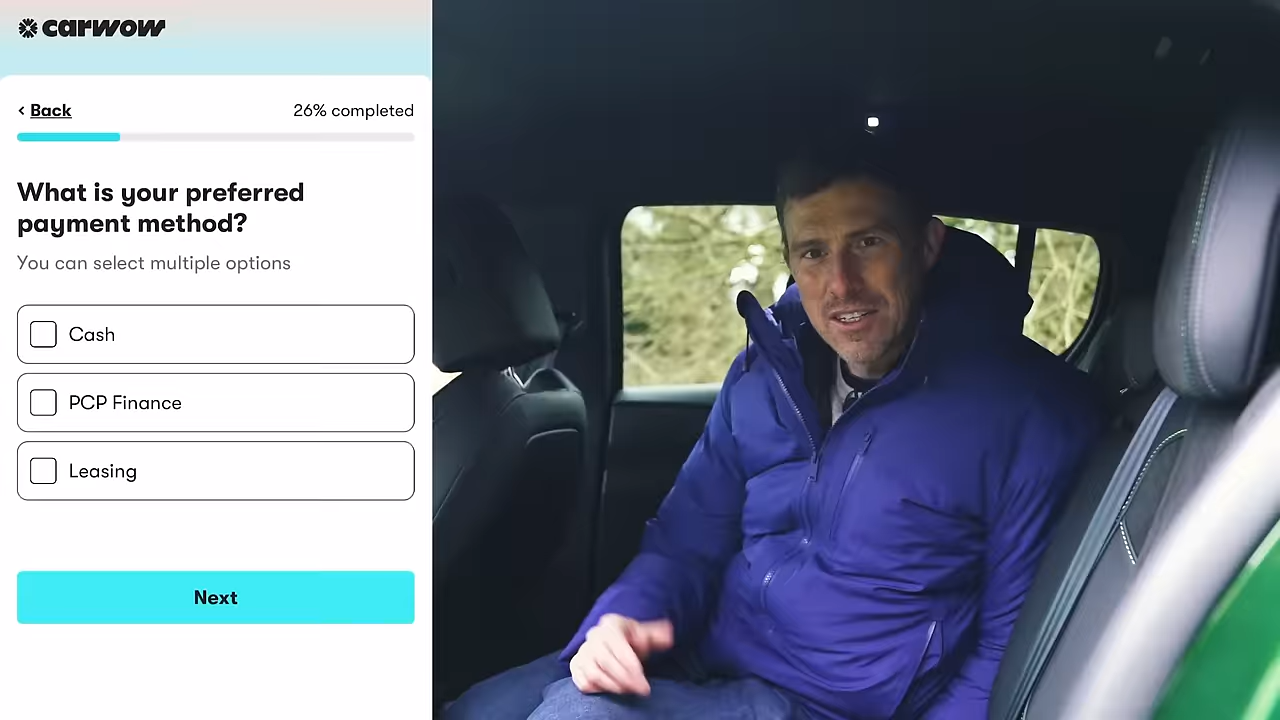 carwow
‹ Back
26% completed
What is your preferred
payment method?
You can select multiple options
Cash
PCP Finance
Leasing
Next